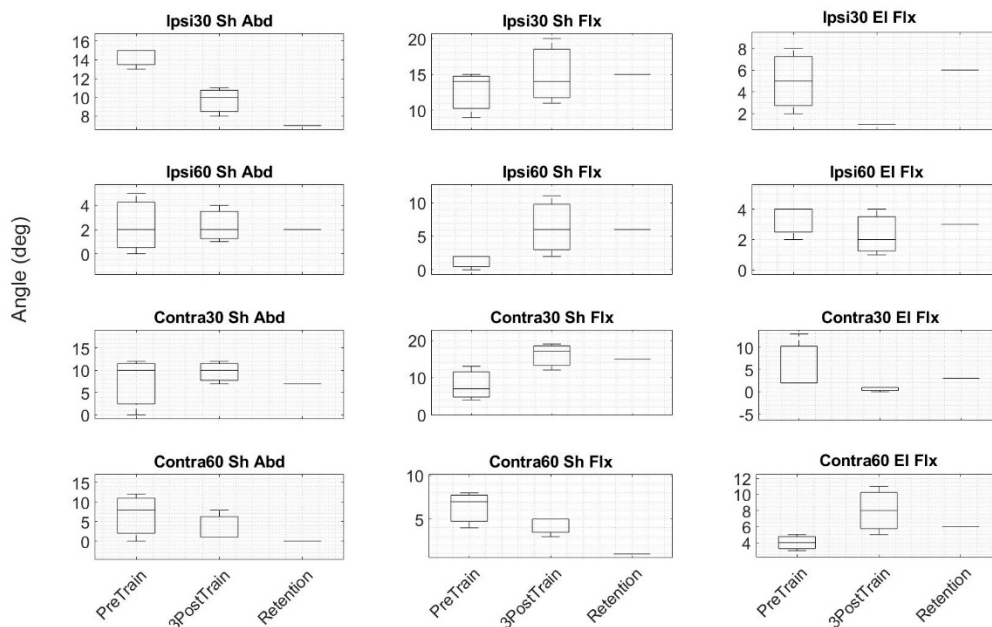 Angle (deg)
Ipsi30 Sh Abd
16
14
12
10
8
Ipsi30 Sh Flx
20
15
10
Ipsi30 El Flx
8
6
4
2
Ipsi60 Sh Abd
4
2
0
Ipsi60 Sh Flx
10
5
0
Ipsi60 El Flx
4
2
0
Contra30 Sh Abd
15
10
5
0
Contra30 Sh Flx
20
10
0
Contra30 El Flx
10
5
0
-5
Contra60 Sh Abd
15
10
5
0
PreTrain
3PostTrain
Retention
Contra60 Sh Flx
10
5
PreTrain
3PostTrain
Retention
Contra60 El Flx
12
10
8
6
4
PreTrain
3PostTrain
Retention